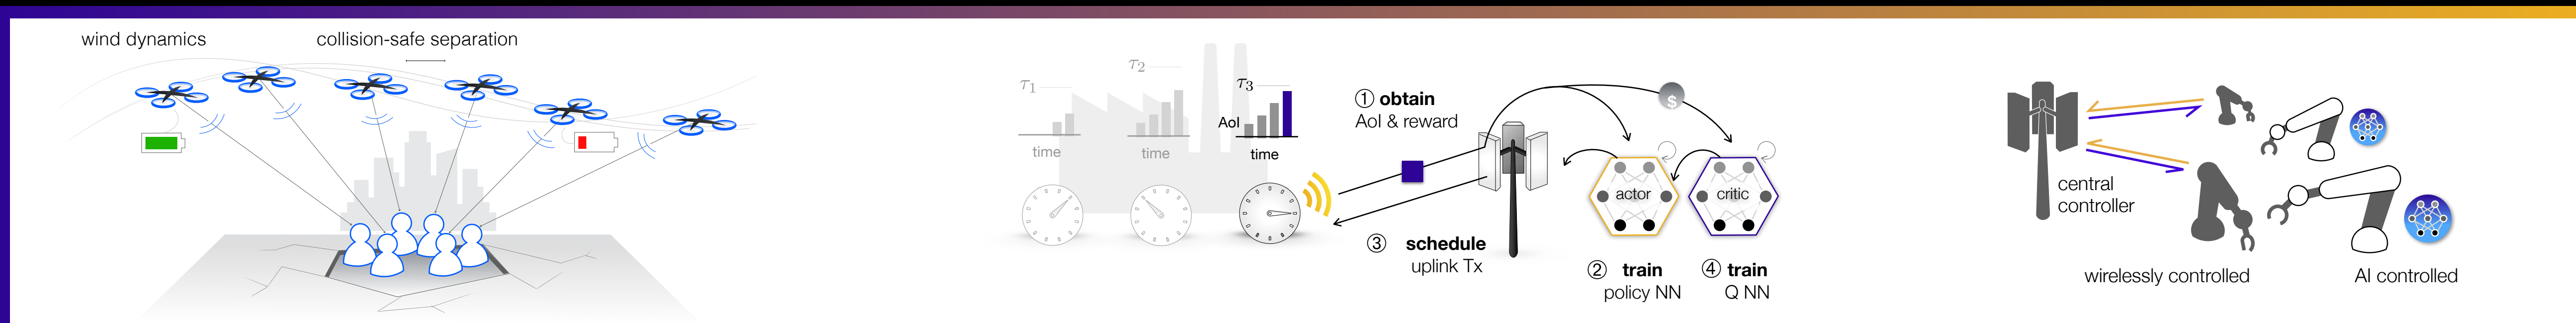 wind dynamics
collision-safe separation
τ₁
time
τ₂
time
τ₃
AoI
time
① obtain
AoI & reward
$
③ schedule
uplink Tx
actor
critic
② train
policy NN
④ train
Q NN
central
controller
wirelessly controlled
AI controlled